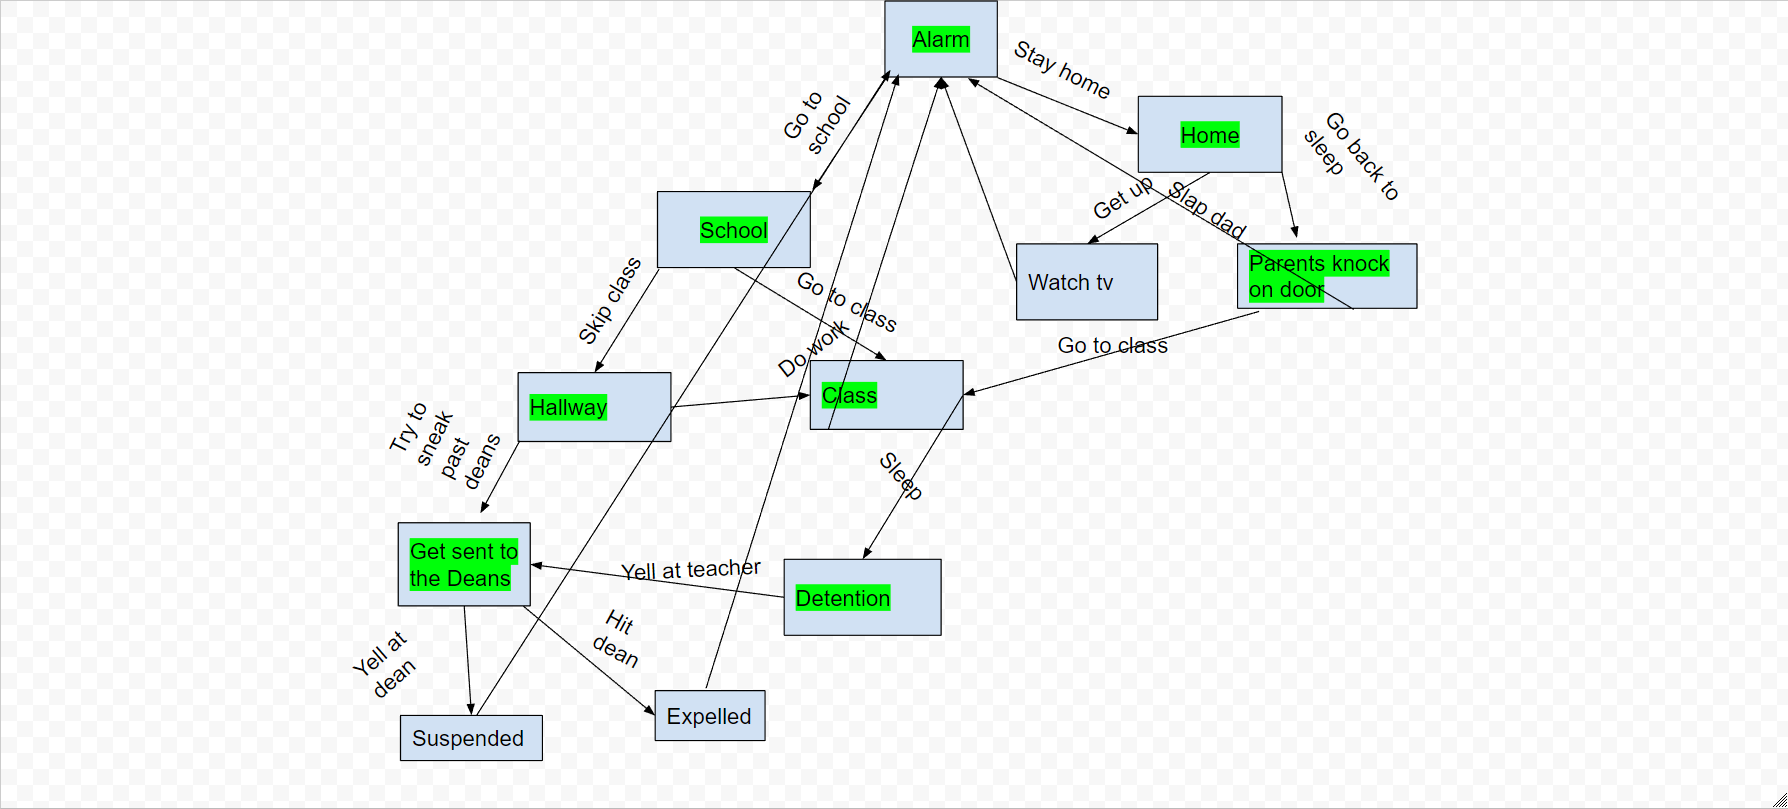 Alarm
Stay home
Go to
school
Home
Go back to
sleep
School
Get up
Slap dad
Watch tv
Parents knock
on door
Skip class
Go to class
Do work
Go to class
Hallway
Class
Try to
sneak
past
deans
Sleep
Get sent to
the Deans
Yell at teacher
Detention
Yell at
dean
Hit
dean
Suspended
Expelled